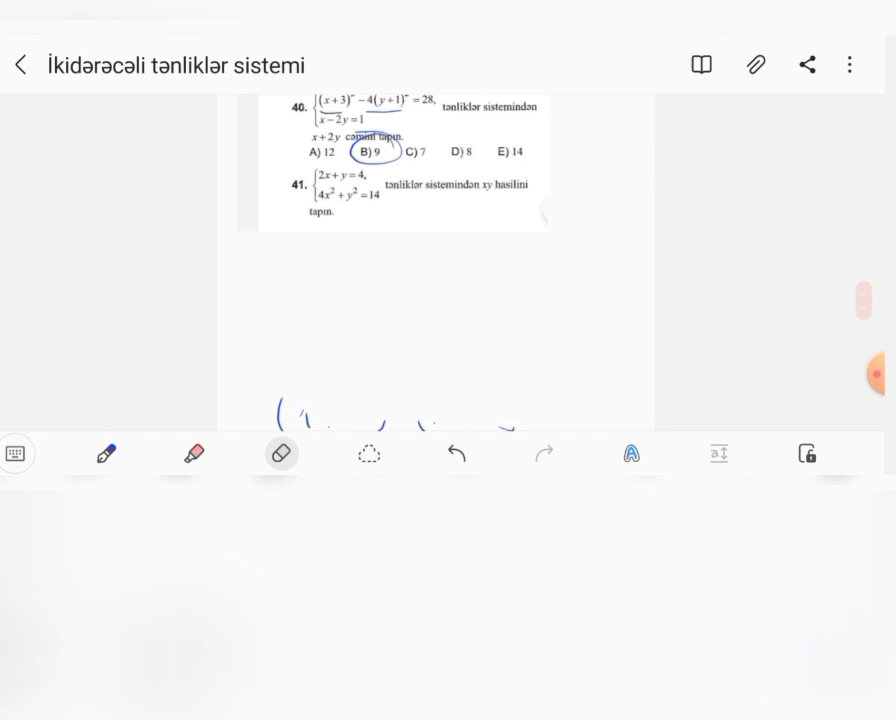 İkidərəcəli tənliklər sistemi
40. {(x+3)² − 4(y+1)² = 28, tənliklər sistemindən
x−2y=1
x+2y cəmini tapın.
A) 12 B) 9 C) 7 D) 8 E) 14
41. {2x+y=4, tənliklər sistemindən xy hasilini
4x²+y²=14
tapın.